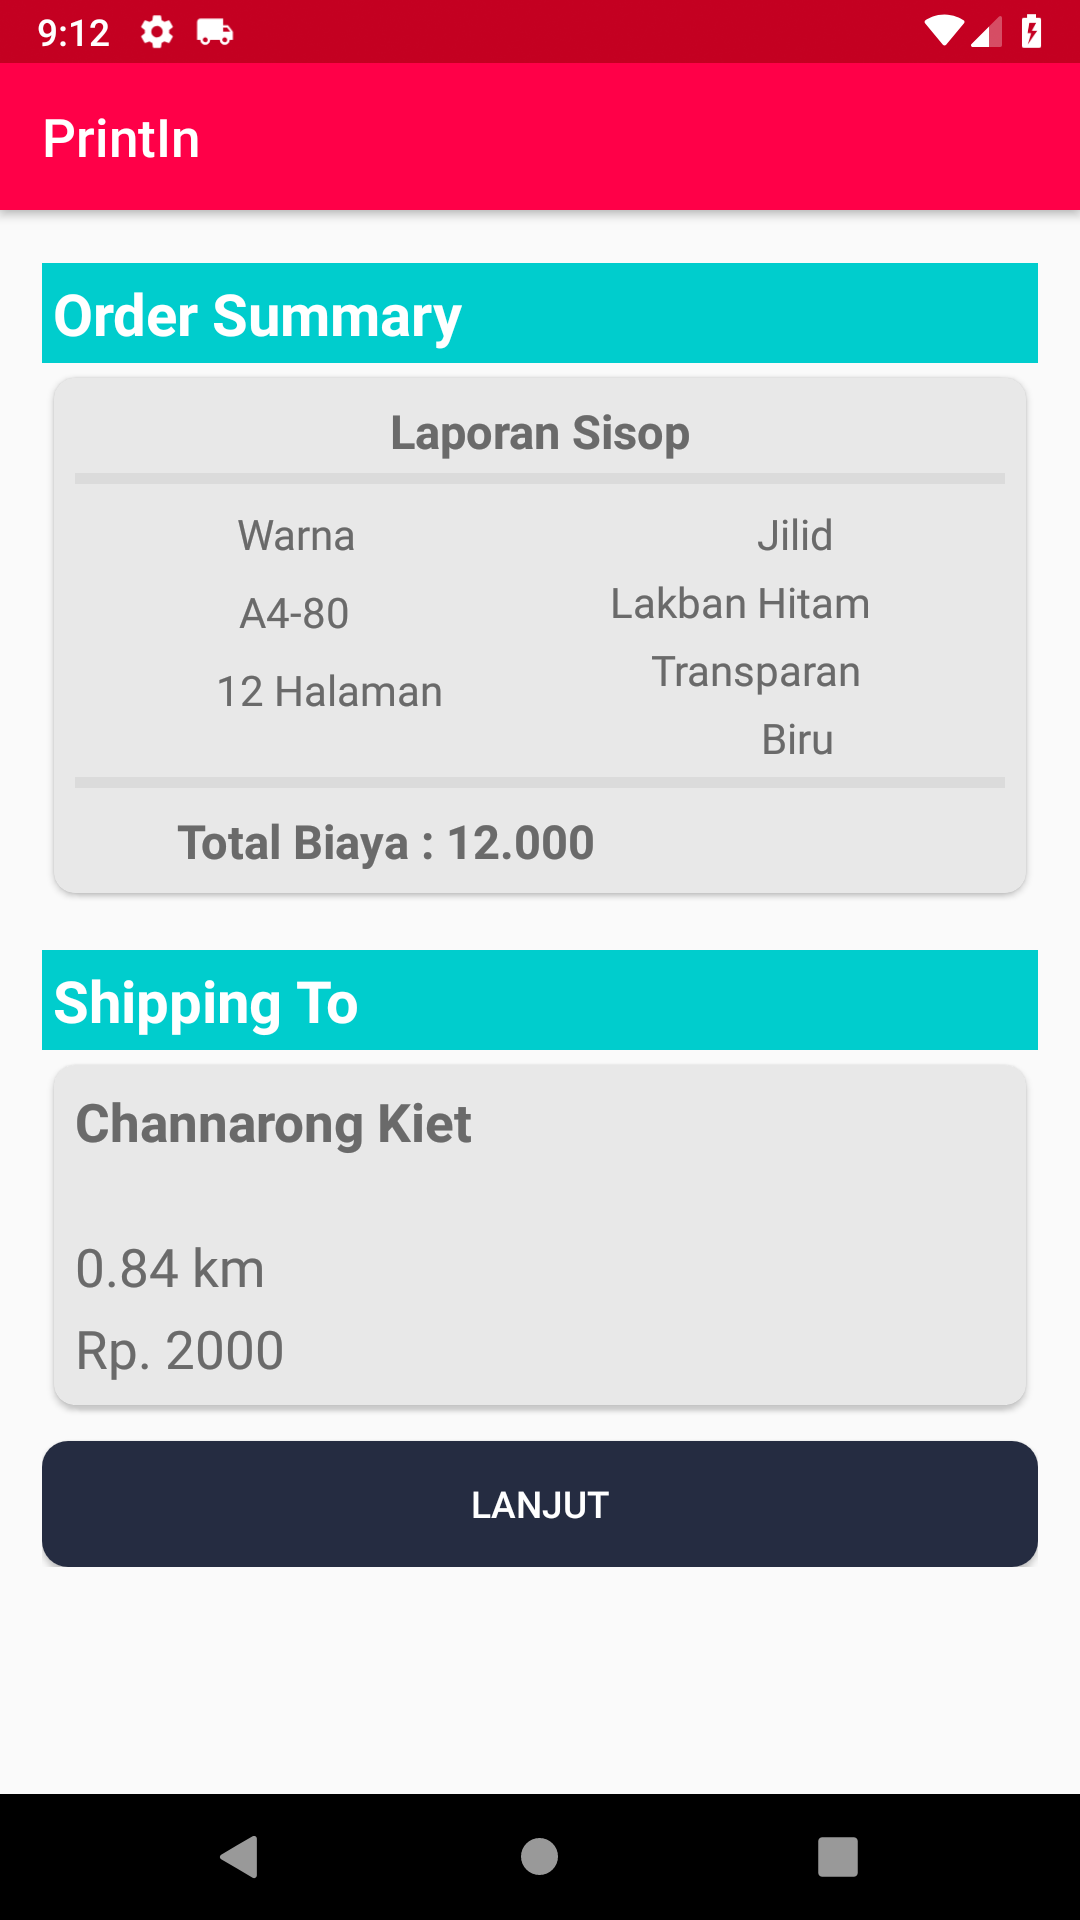 9:12
PrintIn
Order Summary
Laporan Sisop
Warna
Jilid
A4-80
Lakban Hitam
12 Halaman
Transparan
Biru
Total Biaya : 12.000
Shipping To
Channarong Kiet
0.84 km
Rp. 2000
LANJUT